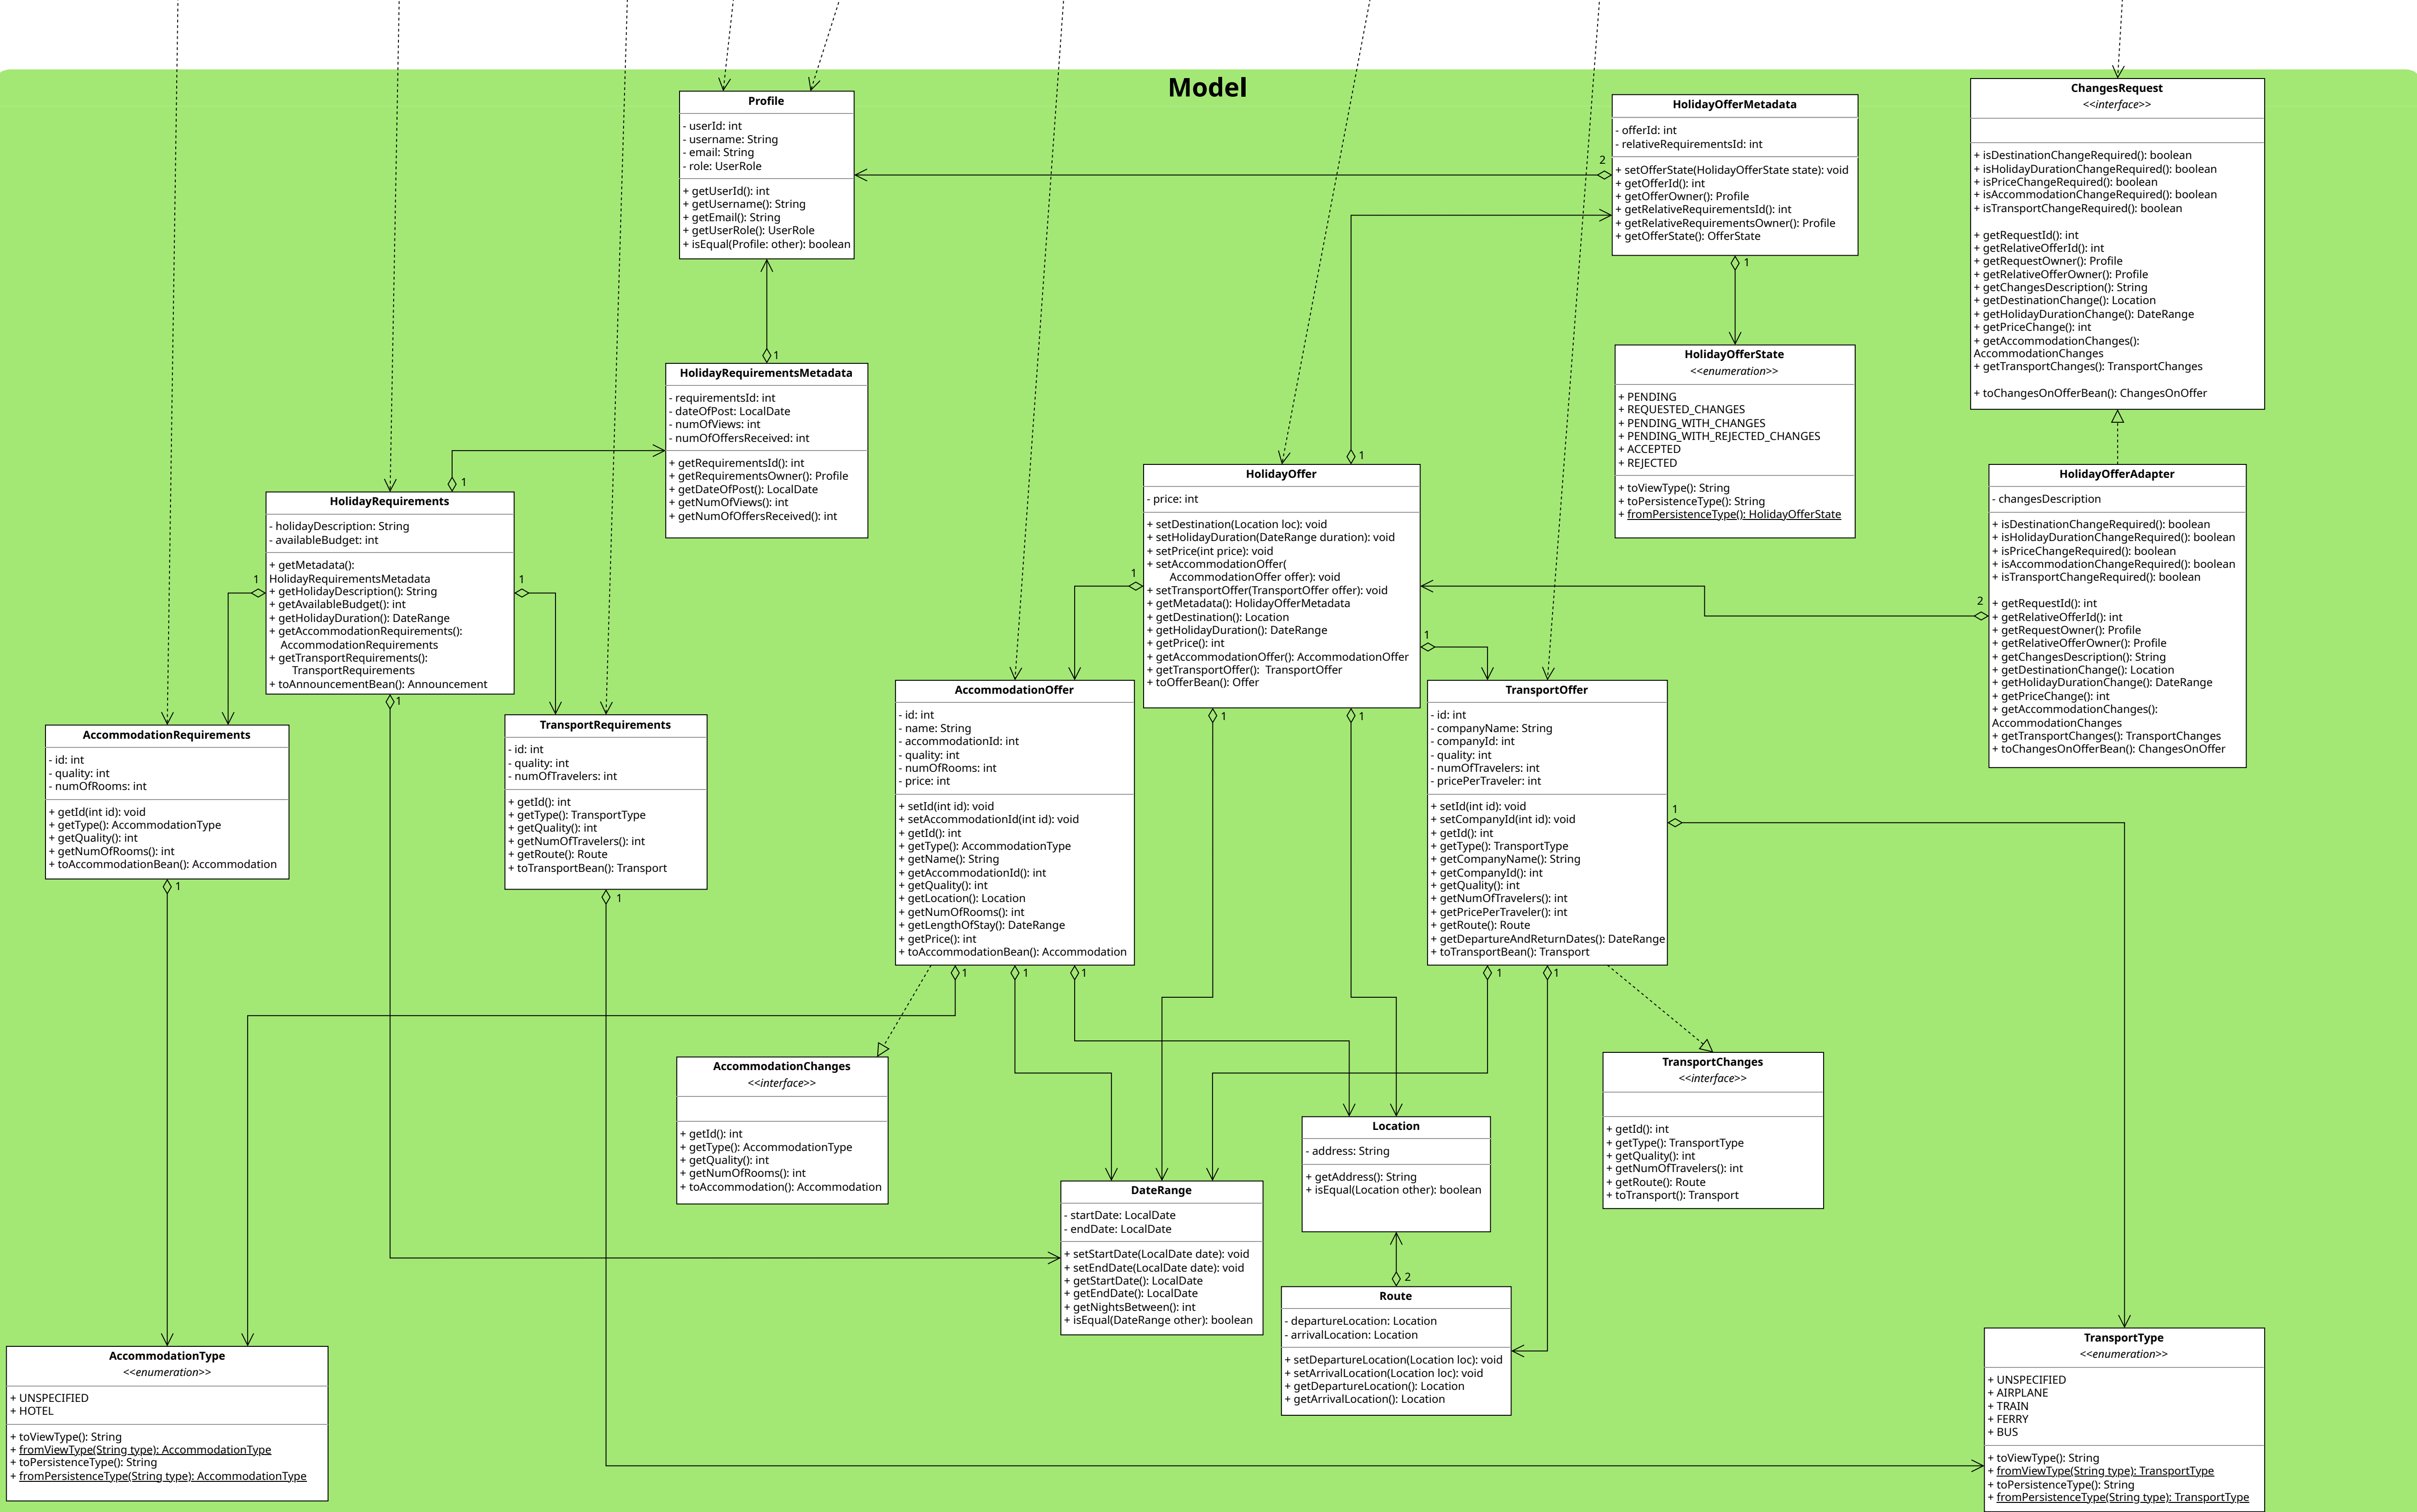 Model
Profile
- userId: int
- username: String
- email: String
- role: UserRole
+ getUserId(): int
+ getUsername(): String
+ getEmail(): String
+ getUserRole(): UserRole
+ isEqual(Profile: other): boolean
HolidayOfferMetadata
- offerId: int
- relativeRequirementsId: int
+ setOfferState(HolidayOfferState state): void
+ getOfferId(): int
+ getOfferOwner(): Profile
+ getRelativeRequirementsId(): int
+ getRelativeRequirementsOwner(): Profile
+ getOfferState(): OfferState
2
1
ChangesRequest
<<interface>>
+ isDestinationChangeRequired(): boolean
+ isHolidayDurationChangeRequired(): boolean
+ isPriceChangeRequired(): boolean
+ isAccommodationChangeRequired(): boolean
+ isTransportChangeRequired(): boolean
+ getRequestId(): int
+ getRelativeOfferId(): int
+ getRequestOwner(): Profile
+ getRelativeOfferOwner(): Profile
+ getChangesDescription(): String
+ getDestinationChange(): Location
+ getHolidayDurationChange(): DateRange
+ getPriceChange(): int
+ getAccommodationChanges():
AccommodationChanges
+ getTransportChanges(): TransportChanges
+ toChangesOnOfferBean(): ChangesOnOffer
1
HolidayRequirementsMetadata
- requirementsId: int
- dateOfPost: LocalDate
- numOfViews: int
- numOfOffersReceived: int
+ getRequirementsId(): int
+ getRequirementsOwner(): Profile
+ getDateOfPost(): LocalDate
+ getNumOfViews(): int
+ getNumOfOffersReceived(): int
HolidayOfferState
<<enumeration>>
+ PENDING
+ REQUESTED_CHANGES
+ PENDING_WITH_CHANGES
+ PENDING_WITH_REJECTED_CHANGES
+ ACCEPTED
+ REJECTED
+ toViewType(): String
+ toPersistenceType(): String
+ fromPersistenceType(): HolidayOfferState
1
HolidayRequirements
- holidayDescription: String
- availableBudget: int
+ getMetadata():
HolidayRequirementsMetadata
+ getHolidayDescription(): String
+ getAvailableBudget(): int
+ getHolidayDuration(): DateRange
+ getAccommodationRequirements():
AccommodationRequirements
+ getTransportRequirements():
TransportRequirements
+ toAnnouncementBean(): Announcement
1
1
1
1
HolidayOffer
- price: int
+ setDestination(Location loc): void
+ setHolidayDuration(DateRange duration): void
+ setPrice(int price): void
+ setAccommodationOffer(
AccommodationOffer offer): void
+ setTransportOffer(TransportOffer offer): void
+ getMetadata(): HolidayOfferMetadata
+ getDestination(): Location
+ getHolidayDuration(): DateRange
+ getPrice(): int
+ getAccommodationOffer(): AccommodationOffer
+ getTransportOffer(): TransportOffer
+ toOfferBean(): Offer
1
1
1
1
HolidayOfferAdapter
- changesDescription
+ isDestinationChangeRequired(): boolean
+ isHolidayDurationChangeRequired(): boolean
+ isPriceChangeRequired(): boolean
+ isAccommodationChangeRequired(): boolean
+ isTransportChangeRequired(): boolean
+ getRequestId(): int
+ getRelativeOfferId(): int
+ getRequestOwner(): Profile
+ getRelativeOfferOwner(): Profile
+ getChangesDescription(): String
+ getDestinationChange(): Location
+ getHolidayDurationChange(): DateRange
+ getPriceChange(): int
+ getAccommodationChanges():
AccommodationChanges
+ getTransportChanges(): TransportChanges
+ toChangesOnOfferBean(): ChangesOnOffer
2
AccommodationRequirements
- id: int
- quality: int
- numOfRooms: int
+ getId(int id): void
+ getType(): AccommodationType
+ getQuality(): int
+ getNumOfRooms(): int
+ toAccommodationBean(): Accommodation
1
TransportRequirements
- id: int
- quality: int
- numOfTravelers: int
+ getId(): int
+ getType(): TransportType
+ getQuality(): int
+ getNumOfTravelers(): int
+ getRoute(): Route
+ toTransportBean(): Transport
1
AccommodationOffer
- id: int
- name: String
- accommodationId: int
- quality: int
- numOfRooms: int
- price: int
+ setId(int id): void
+ setAccommodationId(int id): void
+ getId(): int
+ getType(): AccommodationType
+ getName(): String
+ getAccommodationId(): int
+ getQuality(): int
+ getLocation(): Location
+ getNumOfRooms(): int
+ getLengthOfStay(): DateRange
+ getPrice(): int
+ toAccommodationBean(): Accommodation
1
1
1
TransportOffer
- id: int
- companyName: String
- companyId: int
- quality: int
- numOfTravelers: int
- pricePerTraveler: int
+ setId(int id): void
+ setCompanyId(int id): void
+ getId(): int
+ getType(): TransportType
+ getCompanyName(): String
+ getCompanyId(): int
+ getQuality(): int
+ getNumOfTravelers(): int
+ getPricePerTraveler(): int
+ getRoute(): Route
+ getDepartureAndReturnDates(): DateRange
+ toTransportBean(): Transport
1
1
1
AccommodationChanges
<<interface>>
+ getId(): int
+ getType(): AccommodationType
+ getQuality(): int
+ getNumOfRooms(): int
+ toAccommodation(): Accommodation
TransportChanges
<<interface>>
+ getId(): int
+ getType(): TransportType
+ getQuality(): int
+ getNumOfTravelers(): int
+ getRoute(): Route
+ toTransport(): Transport
Location
- address: String
+ getAddress(): String
+ isEqual(Location other): boolean
DateRange
- startDate: LocalDate
- endDate: LocalDate
+ setStartDate(LocalDate date): void
+ setEndDate(LocalDate date): void
+ getStartDate(): LocalDate
+ getEndDate(): LocalDate
+ getNightsBetween(): int
+ isEqual(DateRange other): boolean
2
Route
- departureLocation: Location
- arrivalLocation: Location
+ setDepartureLocation(Location loc): void
+ setArrivalLocation(Location loc): void
+ getDepartureLocation(): Location
+ getArrivalLocation(): Location
AccommodationType
<<enumeration>>
+ UNSPECIFIED
+ HOTEL
+ toViewType(): String
+ fromViewType(String type): AccommodationType
+ toPersistenceType(): String
+ fromPersistenceType(String type): AccommodationType
TransportType
<<enumeration>>
+ UNSPECIFIED
+ AIRPLANE
+ TRAIN
+ FERRY
+ BUS
+ toViewType(): String
+ fromViewType(String type): TransportType
+ toPersistenceType(): String
+ fromPersistenceType(String type): TransportType